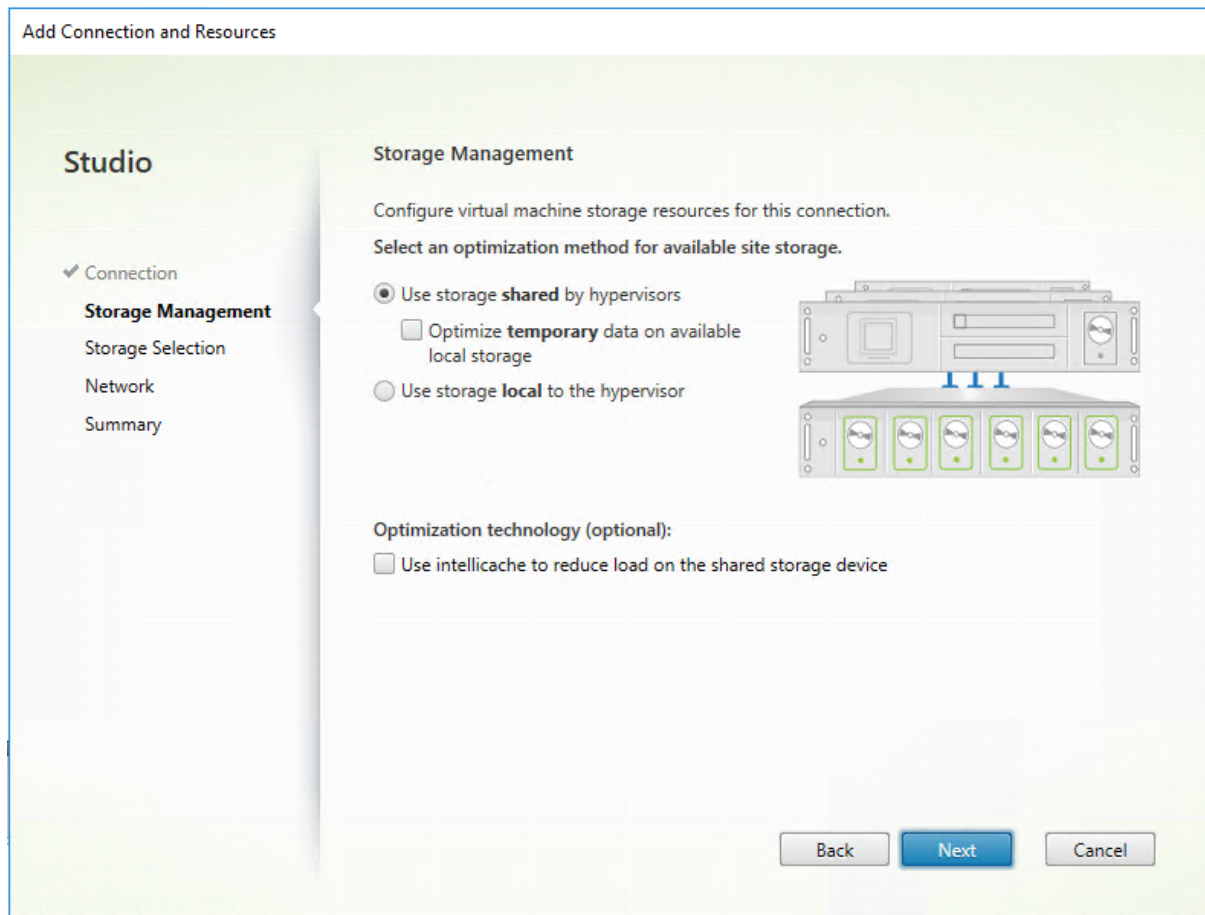 Add Connection and Resources
Studio
Connection
Storage Management
Storage Selection
Network
Summary
Storage Management
Configure virtual machine storage resources for this connection.
Select an optimization method for available site storage.
Use storage shared by hypervisors
Optimize temporary data on available
local storage
Use storage local to the hypervisor
Optimization technology (optional):
Use intellicache to reduce load on the shared storage device
Back
Next
Cancel